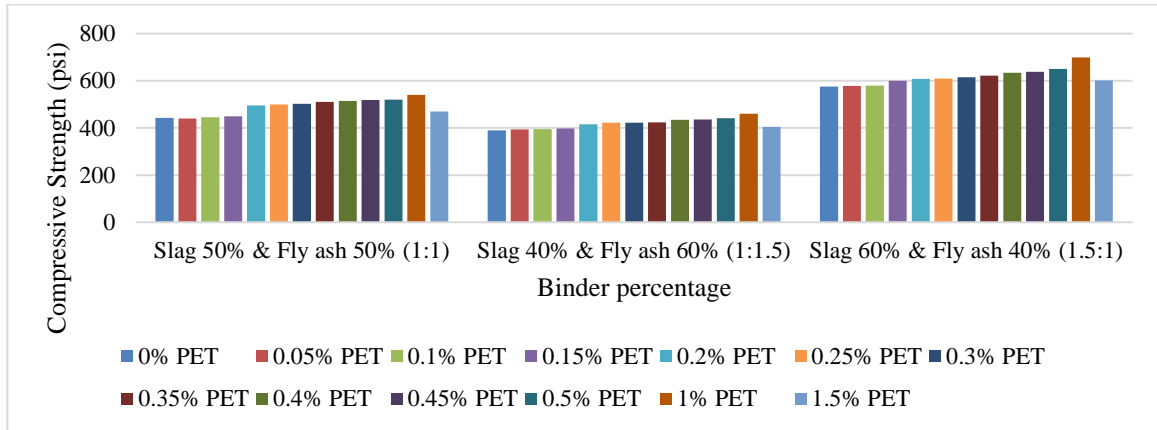 Compressive Strength (psi)
800
600
400
200
0
Slag 50% & Fly ash 50% (1:1)
Slag 40% & Fly ash 60% (1:1.5)
Slag 60% & Fly ash 40% (1.5:1)
Binder percentage
0% PET
0.05% PET
0.1% PET
0.15% PET
0.2% PET
0.25% PET
0.3% PET
0.35% PET
0.4% PET
0.45% PET
0.5% PET
1% PET
1.5% PET